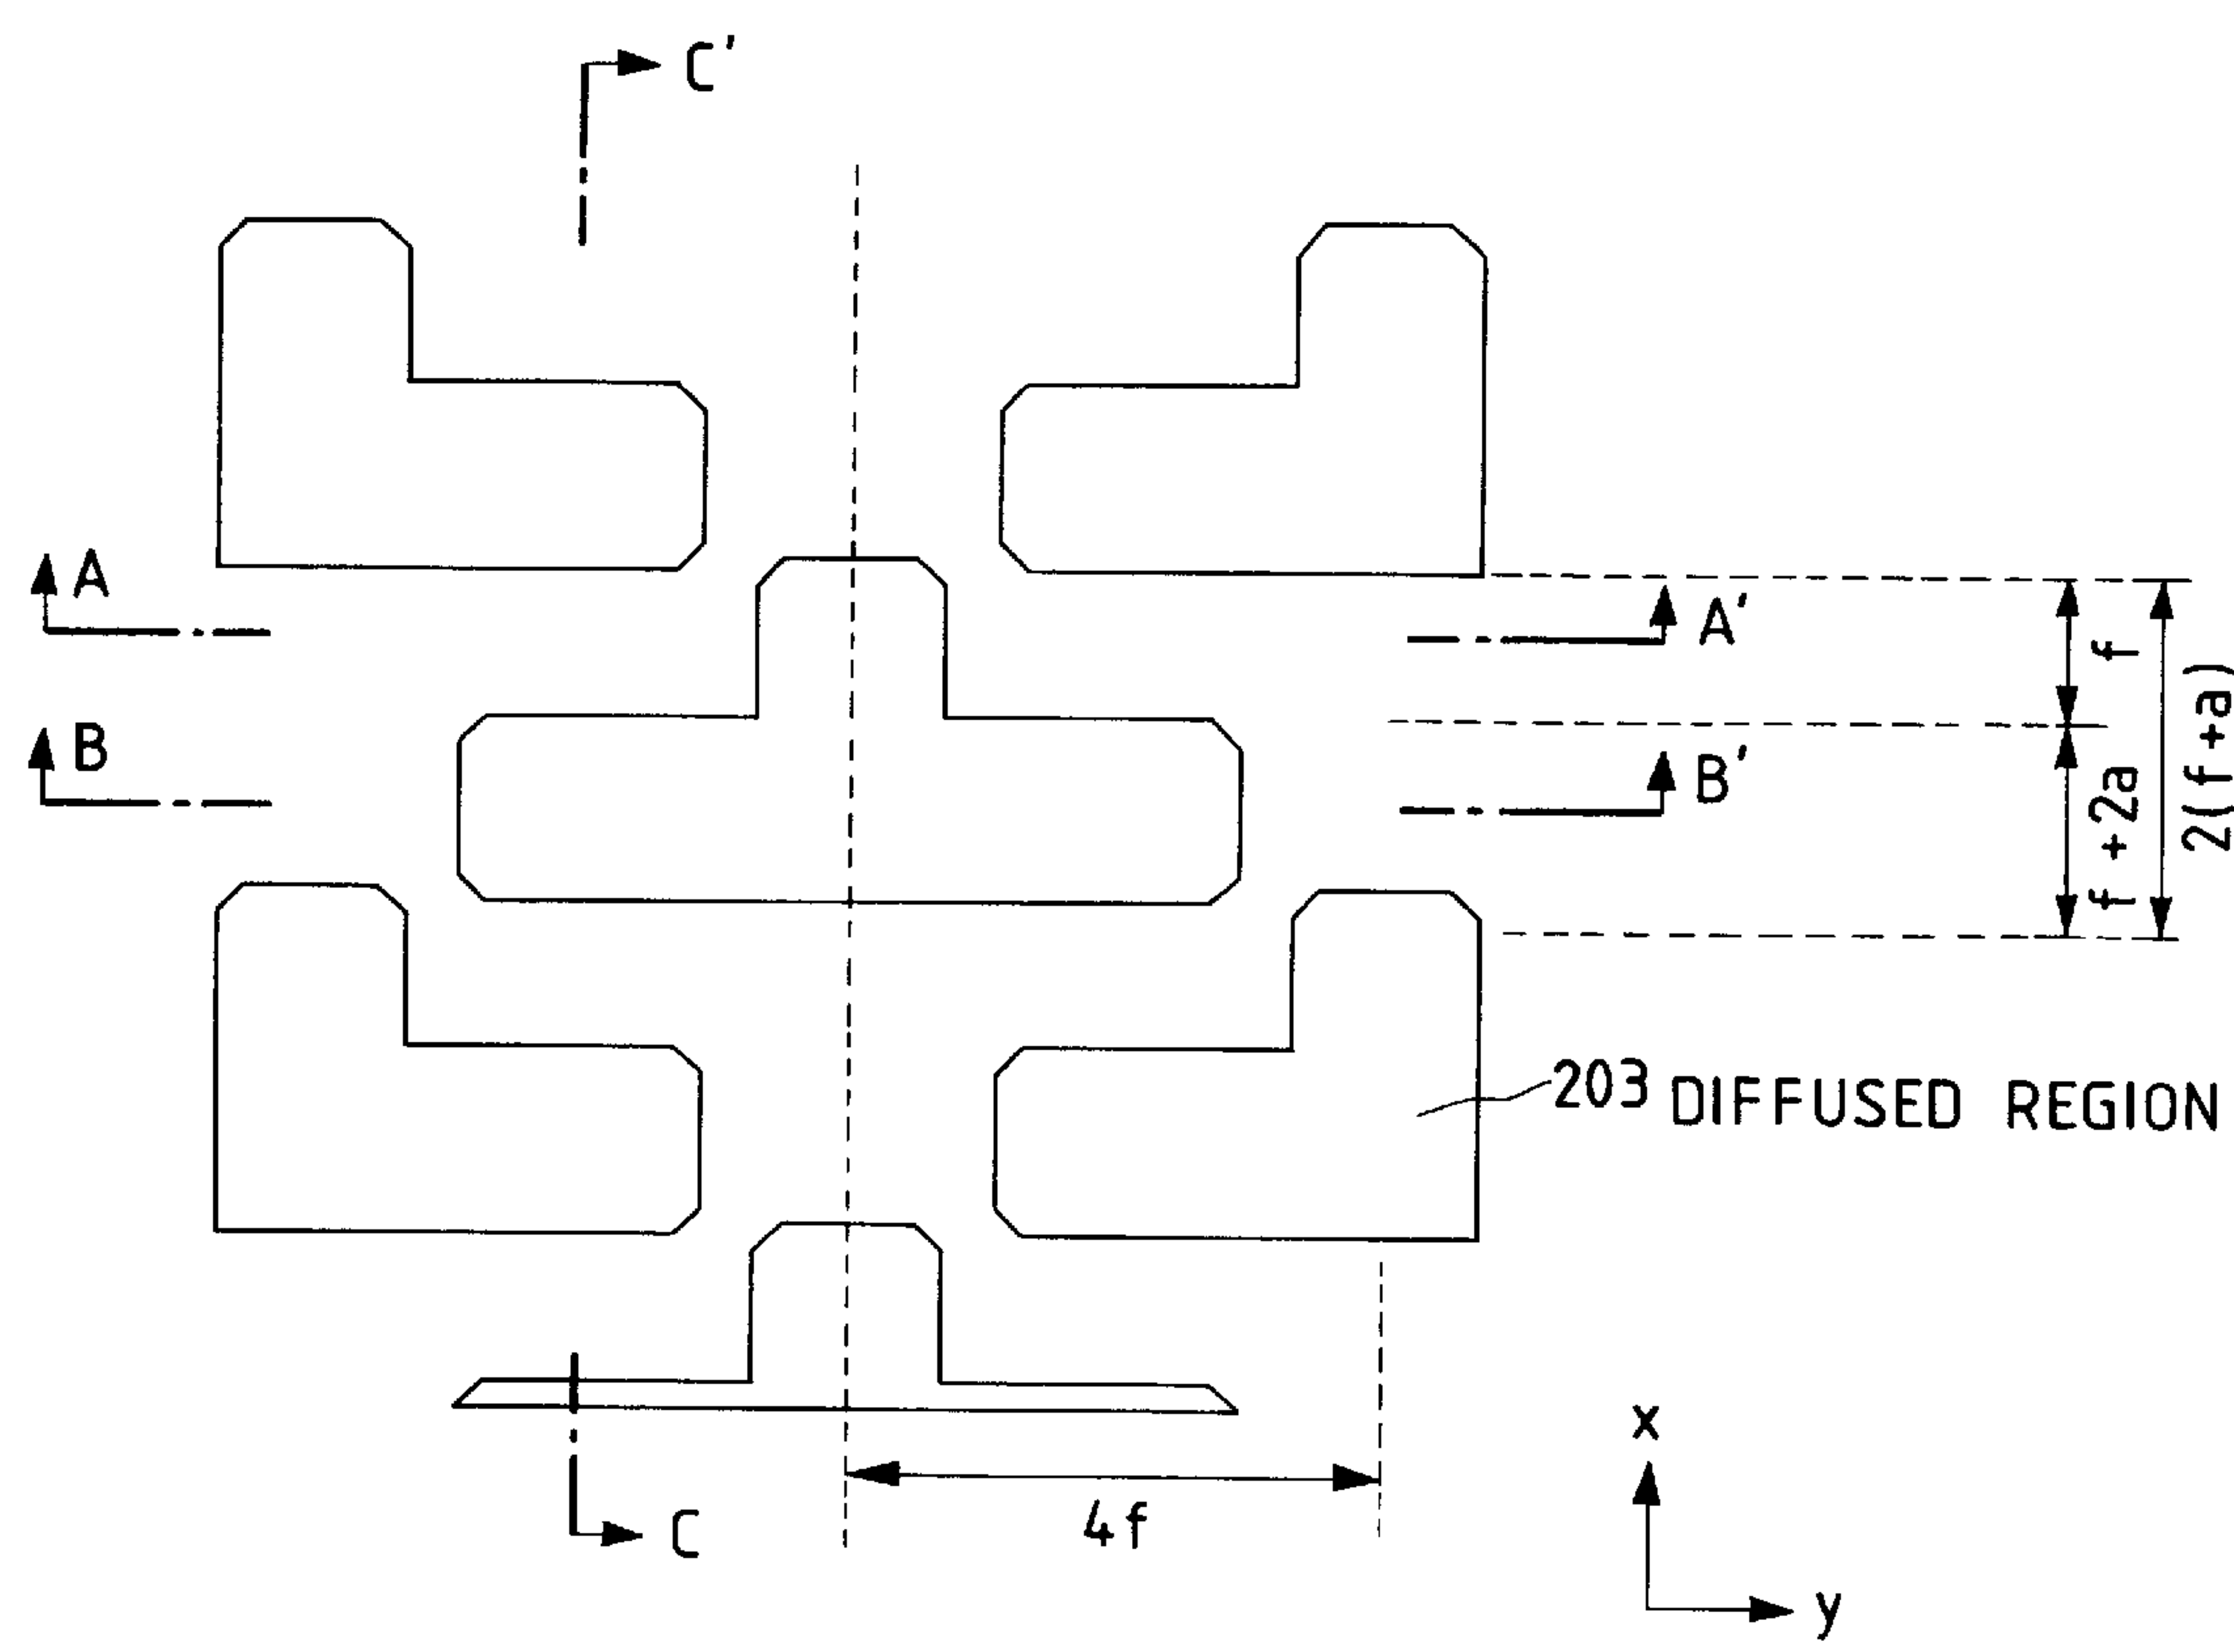 C'
A
A'
f
2(f+a)
B
B'
f+2a
203 DIFFUSED REGION
x
4f
C
y